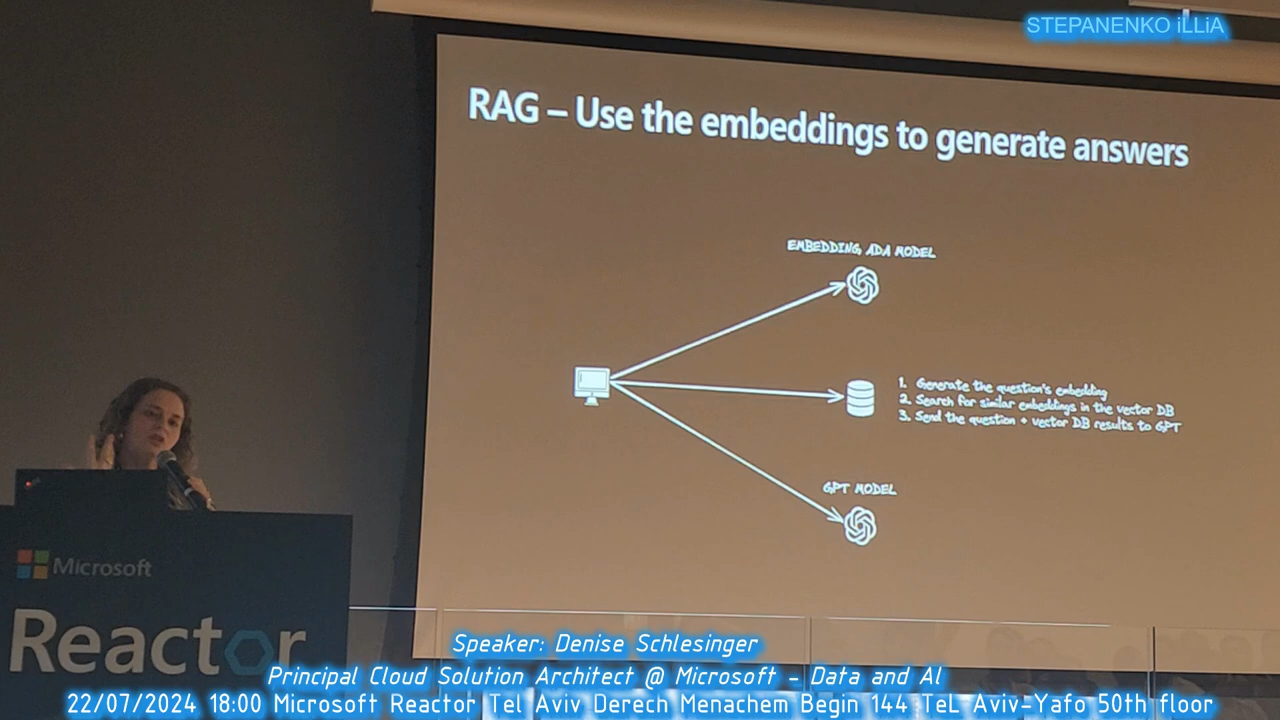 STEPANENKO iLLiA
RAG – Use the embeddings to generate answers
EMBEDDING ADA MODEL
1. Generate the question's embedding
2. Search for similar embeddings in the vector DB
3. Send the question + vector DB results to GPT
GPT MODEL
Microsoft
Reactor
Speaker: Denise Schlesinger
Principal Cloud Solution Architect @ Microsoft - Data and AI
22/07/2024 18:00 Microsoft Reactor Tel Aviv Derech Menachem Begin 144 TeL Aviv-Yafo 50th floor